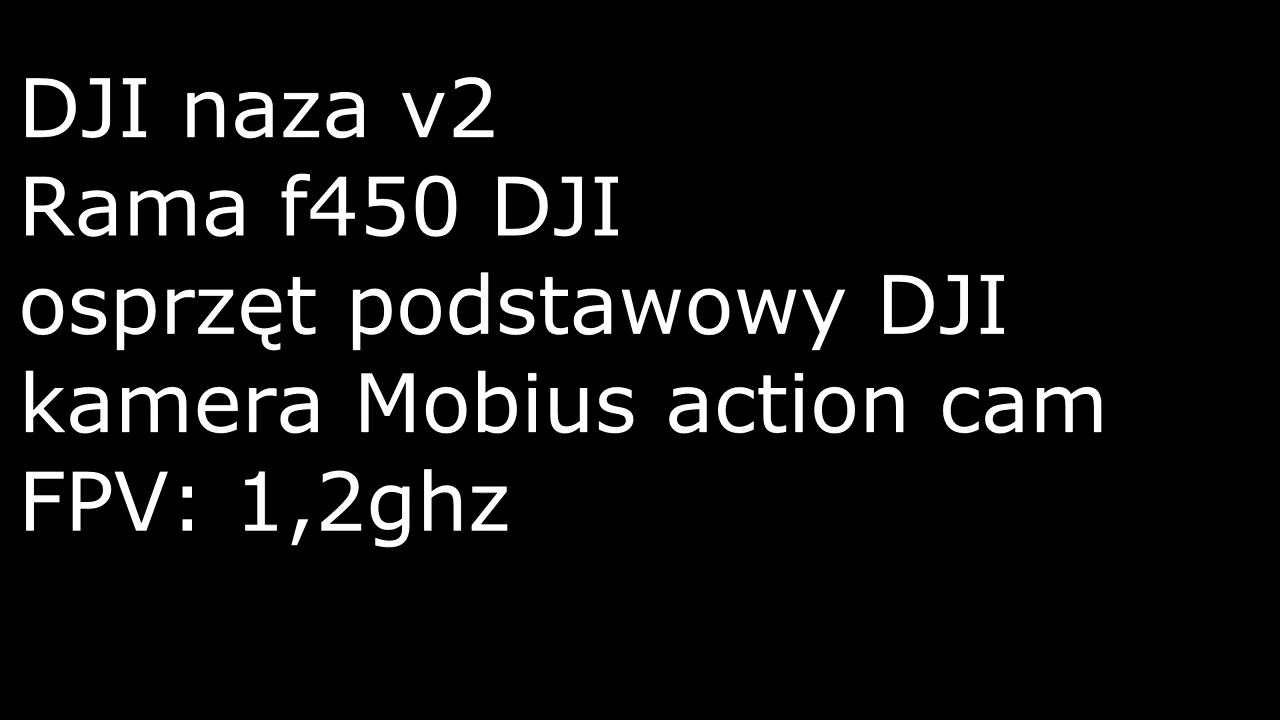 DJI naza v2
Rama f450 DJI
osprzęt podstawowy DJI
kamera Mobius action cam
FPV: 1,2ghz